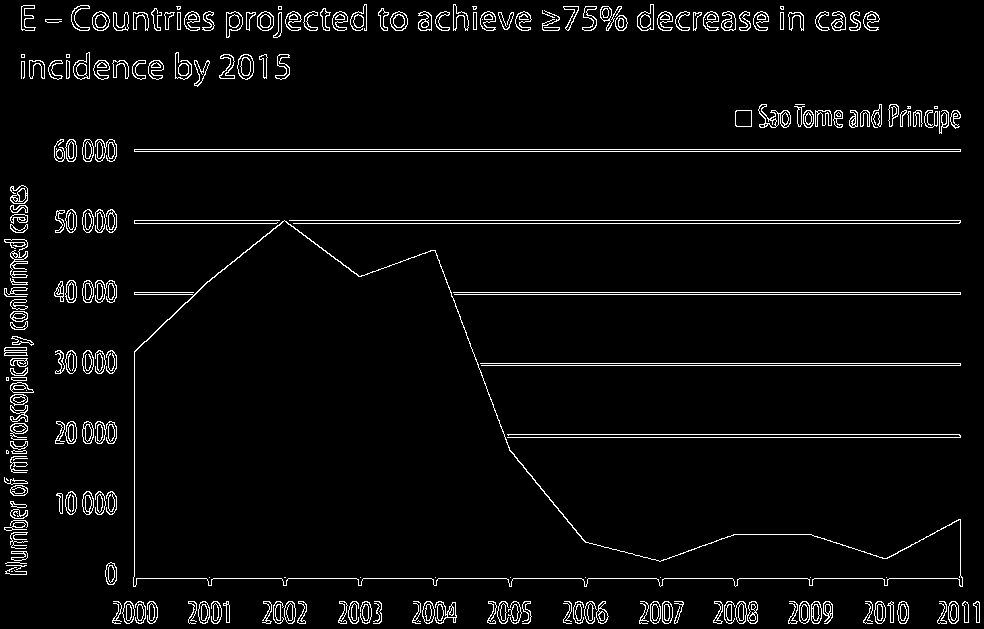 E – Countries projected to achieve ≥75% decrease in case
incidence by 2015
Sao Tome and Principe
Number of microscopically confirmed cases
60 000
50 000
40 000
30 000
20 000
10 000
0
2000 2001 2002 2003 2004 2005 2006 2007 2008 2009 2010 2011